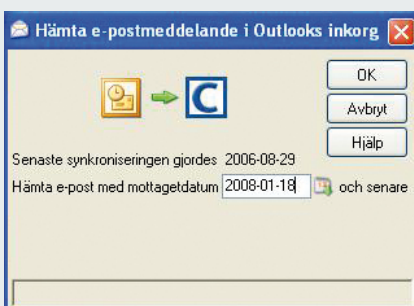 Hämta e-postmeddelande i Outlooks inkorg
OK
C
Avbryt
Hjälp
Senaste synkroniseringen gjordes 2006-08-29
Hämta e-post med mottagetdatum 2008-01-18 och senare